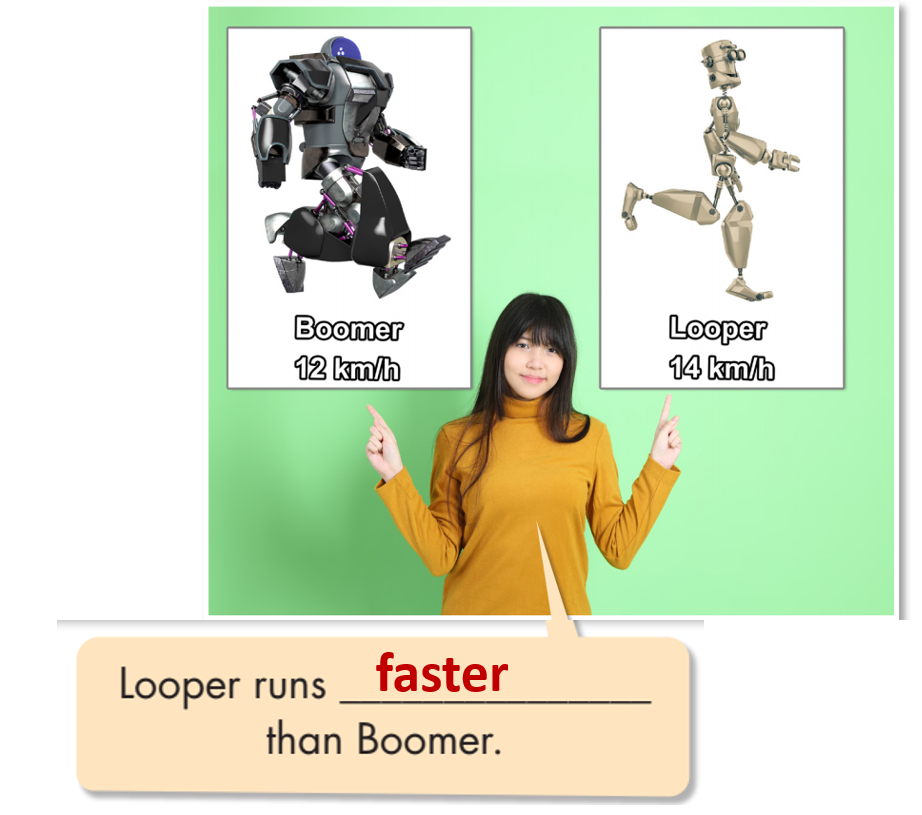 Boomer
12 km/h
Looper
14 km/h
Looper runs faster
than Boomer.